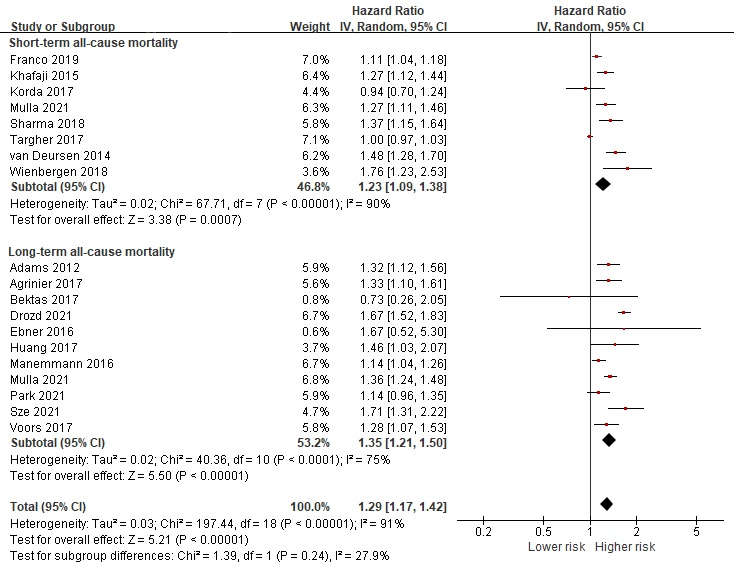 Hazard Ratio Hazard Ratio
Study or Subgroup Weight IV, Random, 95% CI IV, Random, 95% CI
Short-term all-cause mortality
Franco 2019 7.0% 1.11 [1.04, 1.18]
Khafaji 2015 6.4% 1.27 [1.12, 1.44]
Korda 2017 4.4% 0.94 [0.70, 1.24]
Mulla 2021 6.3% 1.27 [1.11, 1.46]
Sharma 2018 5.8% 1.37 [1.15, 1.64]
Targher 2017 7.1% 1.00 [0.97, 1.03]
van Deursen 2014 6.2% 1.48 [1.28, 1.70]
Wienbergen 2018 3.6% 1.76 [1.23, 2.53]
Subtotal (95% CI) 46.8% 1.23 [1.09, 1.38]
Heterogeneity: Tau² = 0.02; Chi² = 67.71, df = 7 (P < 0.00001); I² = 90%
Test for overall effect: Z = 3.38 (P = 0.0007)
Long-term all-cause mortality
Adams 2012 5.9% 1.32 [1.12, 1.56]
Agrinier 2017 5.6% 1.33 [1.10, 1.61]
Bektas 2017 0.8% 0.73 [0.26, 2.05]
Drozd 2021 6.7% 1.67 [1.52, 1.83]
Ebner 2016 0.6% 1.67 [0.52, 5.30]
Huang 2017 3.7% 1.46 [1.03, 2.07]
Manemmann 2016 6.7% 1.14 [1.04, 1.26]
Mulla 2021 6.8% 1.36 [1.24, 1.48]
Park 2021 5.9% 1.14 [0.96, 1.35]
Sze 2021 4.7% 1.71 [1.31, 2.22]
Voors 2017 5.8% 1.28 [1.07, 1.53]
Subtotal (95% CI) 53.2% 1.35 [1.21, 1.50]
Heterogeneity: Tau² = 0.02; Chi² = 40.36, df = 10 (P < 0.0001); I² = 75%
Test for overall effect: Z = 5.50 (P < 0.00001)
Total (95% CI) 100.0% 1.29 [1.17, 1.42]
Heterogeneity: Tau² = 0.03; Chi² = 197.44, df = 18 (P < 0.00001); I² = 91%
Test for overall effect: Z = 5.21 (P < 0.00001)
Test for subgroup differences: Chi² = 1.39, df = 1 (P = 0.24), I² = 27.9%
0.2 0.5 1 2 5
Lower risk Higher risk